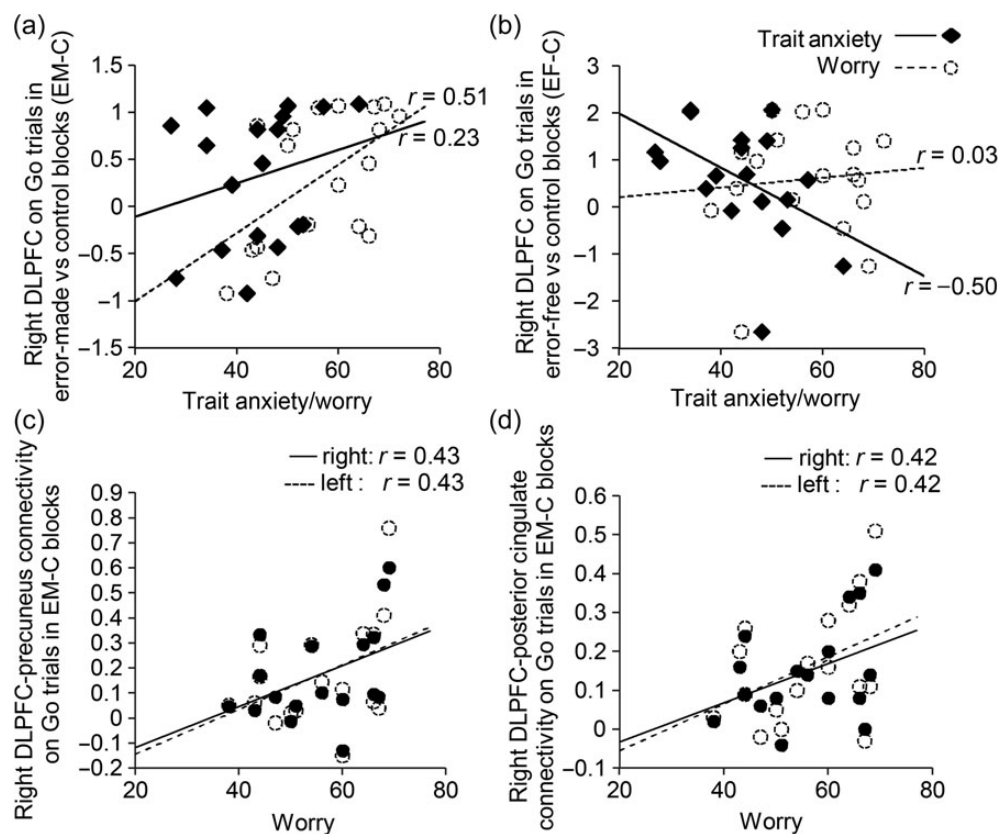 (a)
Right DLPFC on Go trials in
error-made vs control blocks (EM-C)
1.5
1
0.5
0
−0.5
−1
−1.5
r = 0.51
r = 0.23
40
60
80
Trait anxiety/worry
(b)
Trait anxiety
Worry
Right DLPFC on Go trials in
error-free vs control blocks (EF-C)
3
2
1
0
−1
−2
−3
r = 0.03
r = −0.50
20
40
60
80
Trait anxiety/worry
(c)
right: r = 0.43
left : r = 0.43
Right DLPFC-precuneus connectivity
on Go trials in EM-C blocks
0.9
0.8
0.7
0.6
0.5
0.4
0.3
0.2
0.1
0
−0.1
−0.2
20
40
60
80
Worry
(d)
right: r = 0.42
left : r = 0.42
Right DLPFC-posterior cingulate
connectivity on Go trials in EM-C blocks
0.6
0.5
0.4
0.3
0.2
0.1
0
−0.1
−0.2
20
40
60
80
Worry